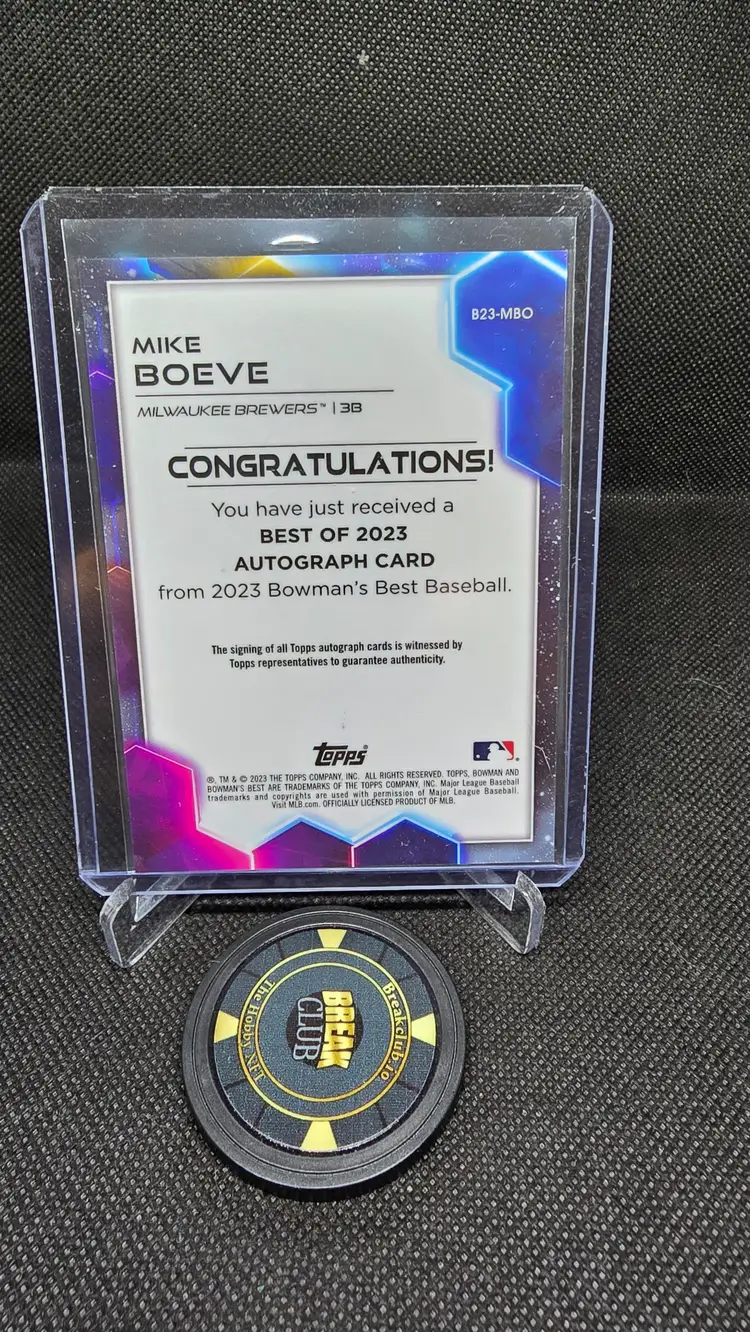 B23-MBO
MIKE
BOEVE
MILWAUKEE BREWERS™ | 3B
CONGRATULATIONS!
You have just received a
BEST OF 2023
AUTOGRAPH CARD
from 2023 Bowman's Best Baseball.
The signing of all Topps autograph cards is witnessed by
Topps representatives to guarantee authenticity.
Topps®
®, TM & © 2023 THE TOPPS COMPANY, INC. ALL RIGHTS RESERVED. TOPPS, BOWMAN AND
BOWMAN'S BEST ARE TRADEMARKS OF THE TOPPS COMPANY, INC. Major League Baseball
trademarks and copyrights are used with permission of Major League Baseball.
Visit MLB.com. OFFICIALLY LICENSED PRODUCT OF MLB.
Breakclub.io
BREAK
CLUB
The Hobby NFT